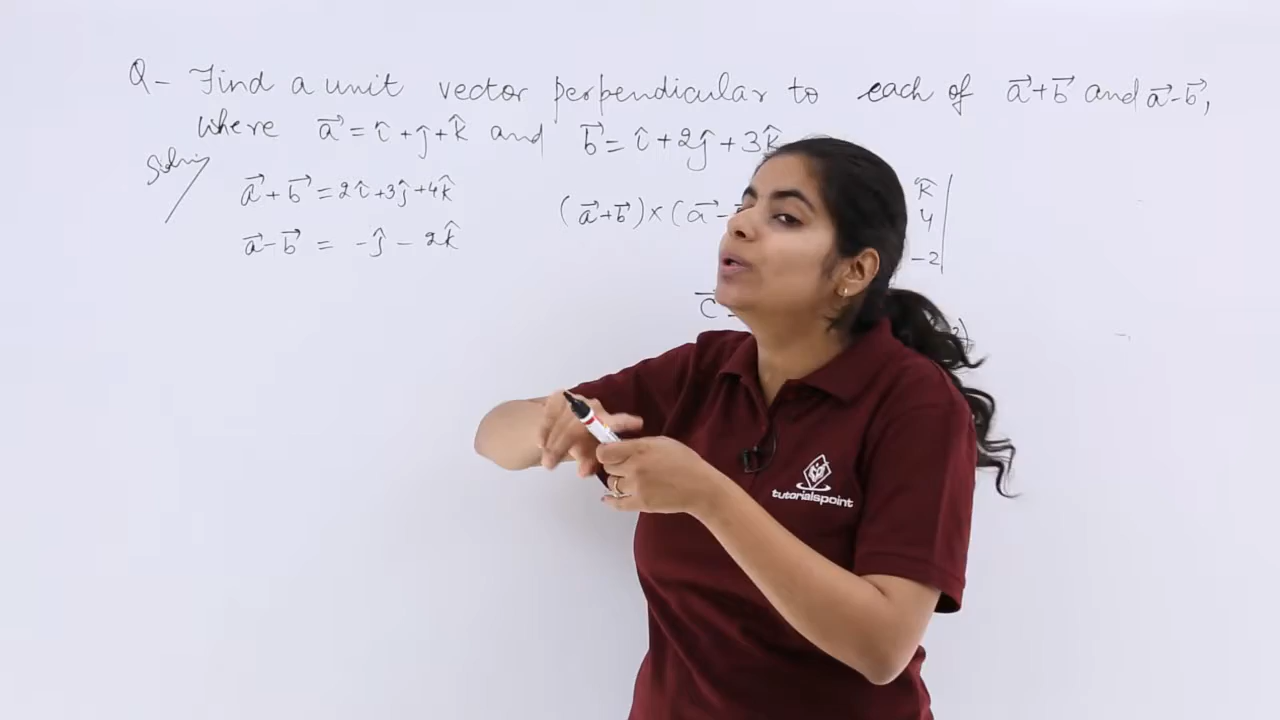 Q- Find a unit vector perpendicular to each of a⃗+b⃗ and a⃗-b⃗,
where a⃗ = î + ĵ + k̂ and b⃗ = î + 2ĵ + 3k̂
Soln
a⃗ + b⃗ = 2î + 3ĵ + 4k̂
a⃗ - b⃗ = -ĵ - 2k̂
(a⃗+b⃗) × (a⃗ -
k̂
4
-2
c⃗ =
tutorialspoint